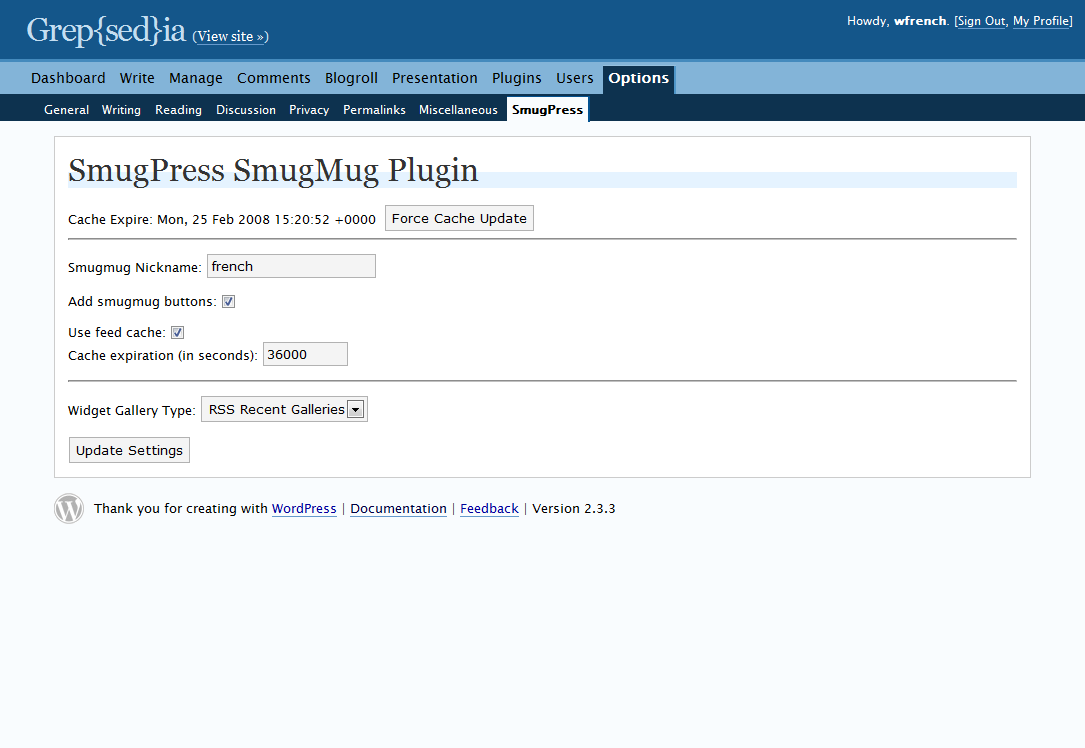 Grep{sed}ia (View site »)
Howdy, wfrench. [Sign Out, My Profile]
Dashboard Write Manage Comments Blogroll Presentation Plugins Users Options
General Writing Reading Discussion Privacy Permalinks Miscellaneous SmugPress
SmugPress SmugMug Plugin
Cache Expire: Mon, 25 Feb 2008 15:20:52 +0000 Force Cache Update
Smugmug Nickname: french
Add smugmug buttons:
Use feed cache:
Cache expiration (in seconds): 36000
Widget Gallery Type: RSS Recent Galleries
Update Settings
Thank you for creating with WordPress | Documentation | Feedback | Version 2.3.3